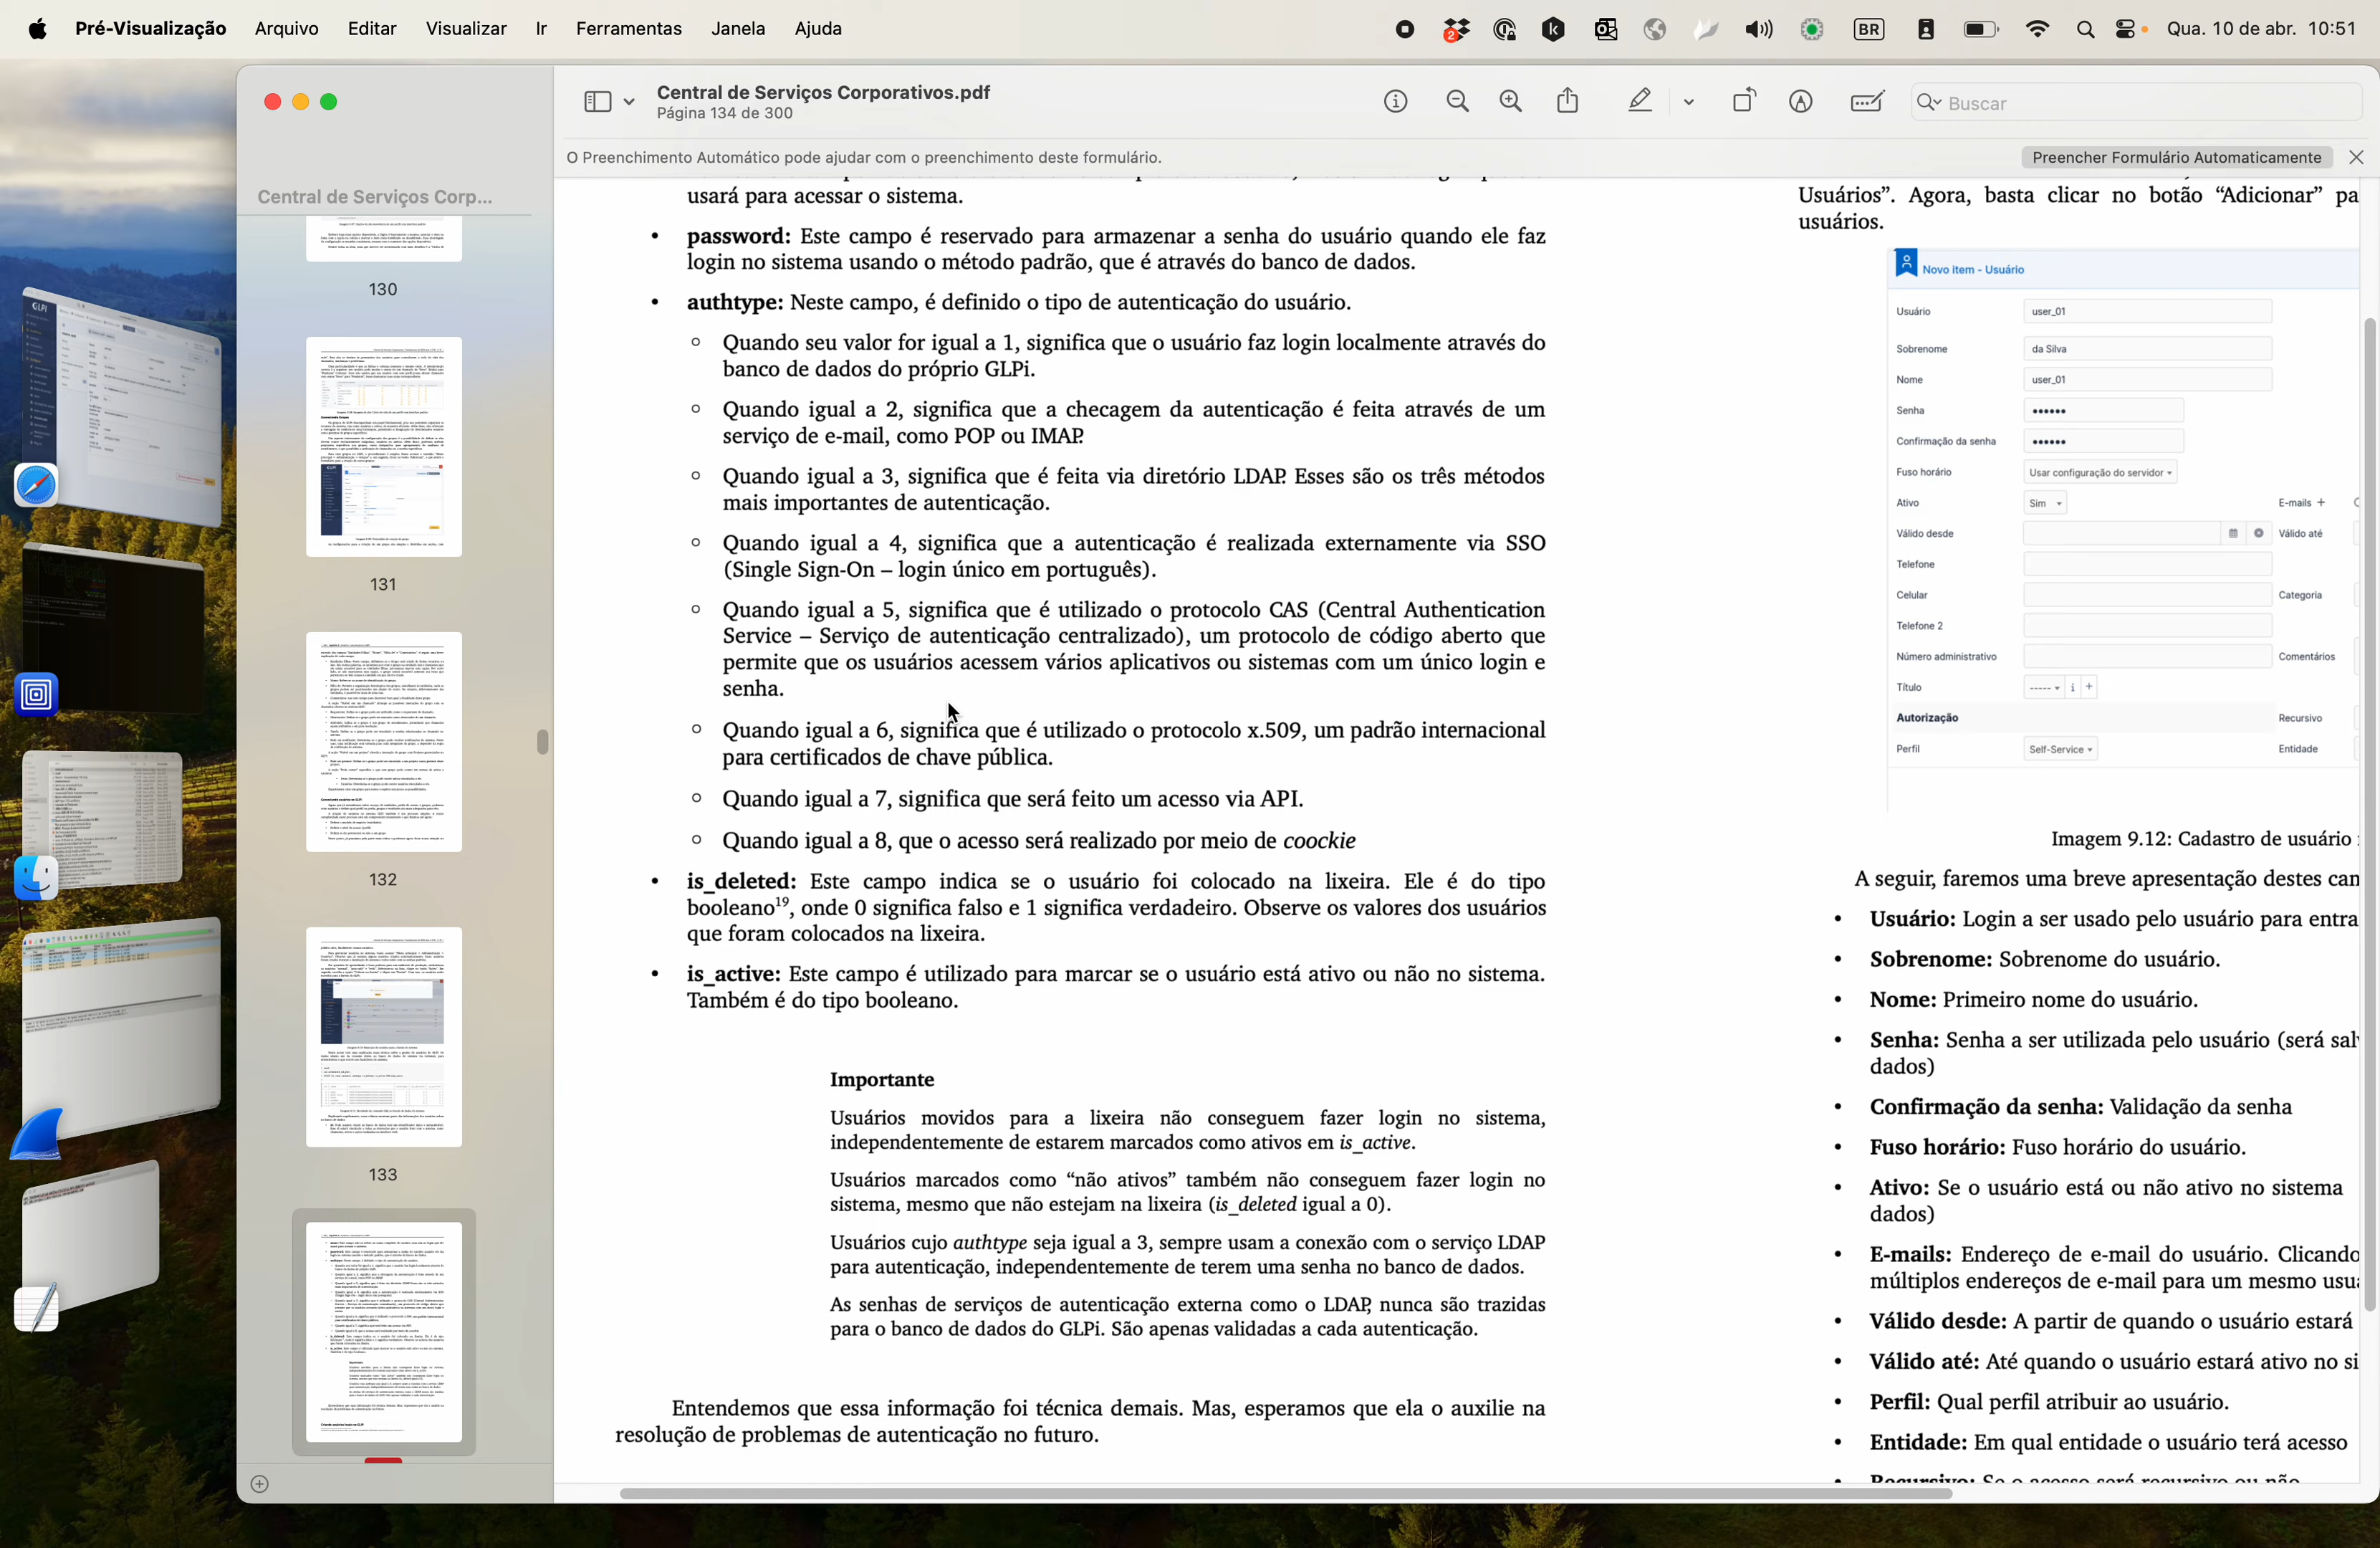 Pré-Visualização Arquivo Editar Visualizar Ir Ferramentas Janela Ajuda
2
BR
Qua. 10 de abr. 10:51
Central de Serviços Corporativos.pdf
Página 134 de 300
Buscar
O Preenchimento Automático pode ajudar com o preenchimento deste formulário.
Preencher Formulário Automaticamente
Central de Serviços Corp...
130
131
132
133
usará para acessar o sistema.
• password: Este campo é reservado para armazenar a senha do usuário quando ele faz
login no sistema usando o método padrão, que é através do banco de dados.
• authtype: Neste campo, é definido o tipo de autenticação do usuário.
○ Quando seu valor for igual a 1, significa que o usuário faz login localmente através do
banco de dados do próprio GLPi.
○ Quando igual a 2, significa que a checagem da autenticação é feita através de um
serviço de e-mail, como POP ou IMAP.
○ Quando igual a 3, significa que é feita via diretório LDAP. Esses são os três métodos
mais importantes de autenticação.
○ Quando igual a 4, significa que a autenticação é realizada externamente via SSO
(Single Sign-On – login único em português).
○ Quando igual a 5, significa que é utilizado o protocolo CAS (Central Authentication
Service – Serviço de autenticação centralizado), um protocolo de código aberto que
permite que os usuários acessem vários aplicativos ou sistemas com um único login e
senha.
○ Quando igual a 6, significa que é utilizado o protocolo x.509, um padrão internacional
para certificados de chave pública.
○ Quando igual a 7, significa que será feito um acesso via API.
○ Quando igual a 8, que o acesso será realizado por meio de coockie
• is_deleted: Este campo indica se o usuário foi colocado na lixeira. Ele é do tipo
booleano19, onde 0 significa falso e 1 significa verdadeiro. Observe os valores dos usuários
que foram colocados na lixeira.
• is_active: Este campo é utilizado para marcar se o usuário está ativo ou não no sistema.
Também é do tipo booleano.
Importante
Usuários movidos para a lixeira não conseguem fazer login no sistema,
independentemente de estarem marcados como ativos em is_active.
Usuários marcados como “não ativos” também não conseguem fazer login no
sistema, mesmo que não estejam na lixeira (is_deleted igual a 0).
Usuários cujo authtype seja igual a 3, sempre usam a conexão com o serviço LDAP
para autenticação, independentemente de terem uma senha no banco de dados.
As senhas de serviços de autenticação externa como o LDAP, nunca são trazidas
para o banco de dados do GLPi. São apenas validadas a cada autenticação.
Entendemos que essa informação foi técnica demais. Mas, esperamos que ela o auxilie na
resolução de problemas de autenticação no futuro.
Usuários”. Agora, basta clicar no botão “Adicionar” pa
usuários.
Novo item - Usuário
Usuário user_01
Sobrenome da Silva
Nome user_01
Senha ••••••
Confirmação da senha ••••••
Fuso horário Usar configuração do servidor
Ativo Sim E-mails +
Válido desde Válido até
Telefone
Celular Categoria
Telefone 2
Número administrativo Comentários
Título ----- i +
Autorização Recursivo
Perfil Self-Service Entidade
Imagem 9.12: Cadastro de usuário
A seguir, faremos uma breve apresentação destes can
• Usuário: Login a ser usado pelo usuário para entra
• Sobrenome: Sobrenome do usuário.
• Nome: Primeiro nome do usuário.
• Senha: Senha a ser utilizada pelo usuário (será sal
dados)
• Confirmação da senha: Validação da senha
• Fuso horário: Fuso horário do usuário.
• Ativo: Se o usuário está ou não ativo no sistema
dados)
• E-mails: Endereço de e-mail do usuário. Clicando
múltiplos endereços de e-mail para um mesmo usu
• Válido desde: A partir de quando o usuário estará
• Válido até: Até quando o usuário estará ativo no si
• Perfil: Qual perfil atribuir ao usuário.
• Entidade: Em qual entidade o usuário terá acesso
• Recursivo: Se o acesso será recursivo ou não